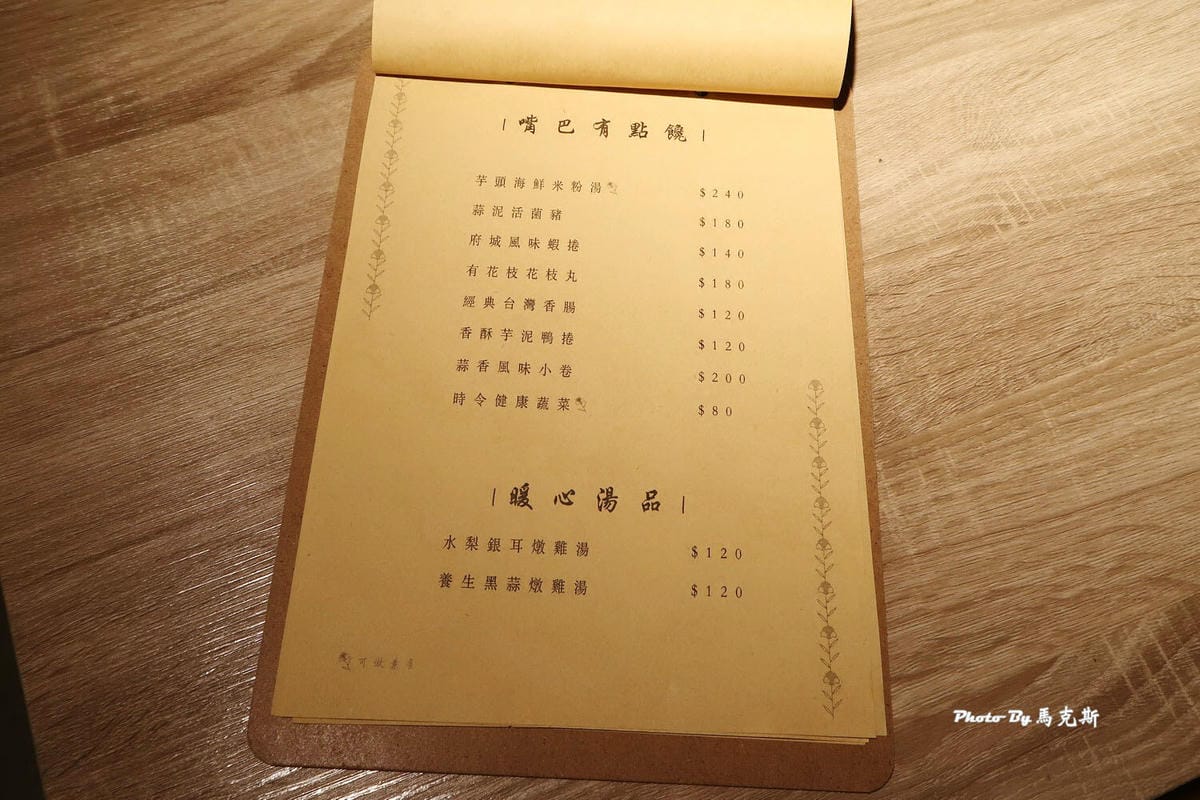 | 嘴巴有點饞 |
芋頭海鮮米粉湯 $240
蒜泥活菌豬 $180
府城風味蝦捲 $140
有花枝花枝丸 $180
經典台灣香腸 $120
香酥芋泥鴨捲 $120
蒜香風味小卷 $200
時令健康蔬菜 $80
| 暖心湯品 |
水梨銀耳燉雞湯 $120
養生黑蒜燉雞湯 $120
可做素食
Photo By 馬克斯